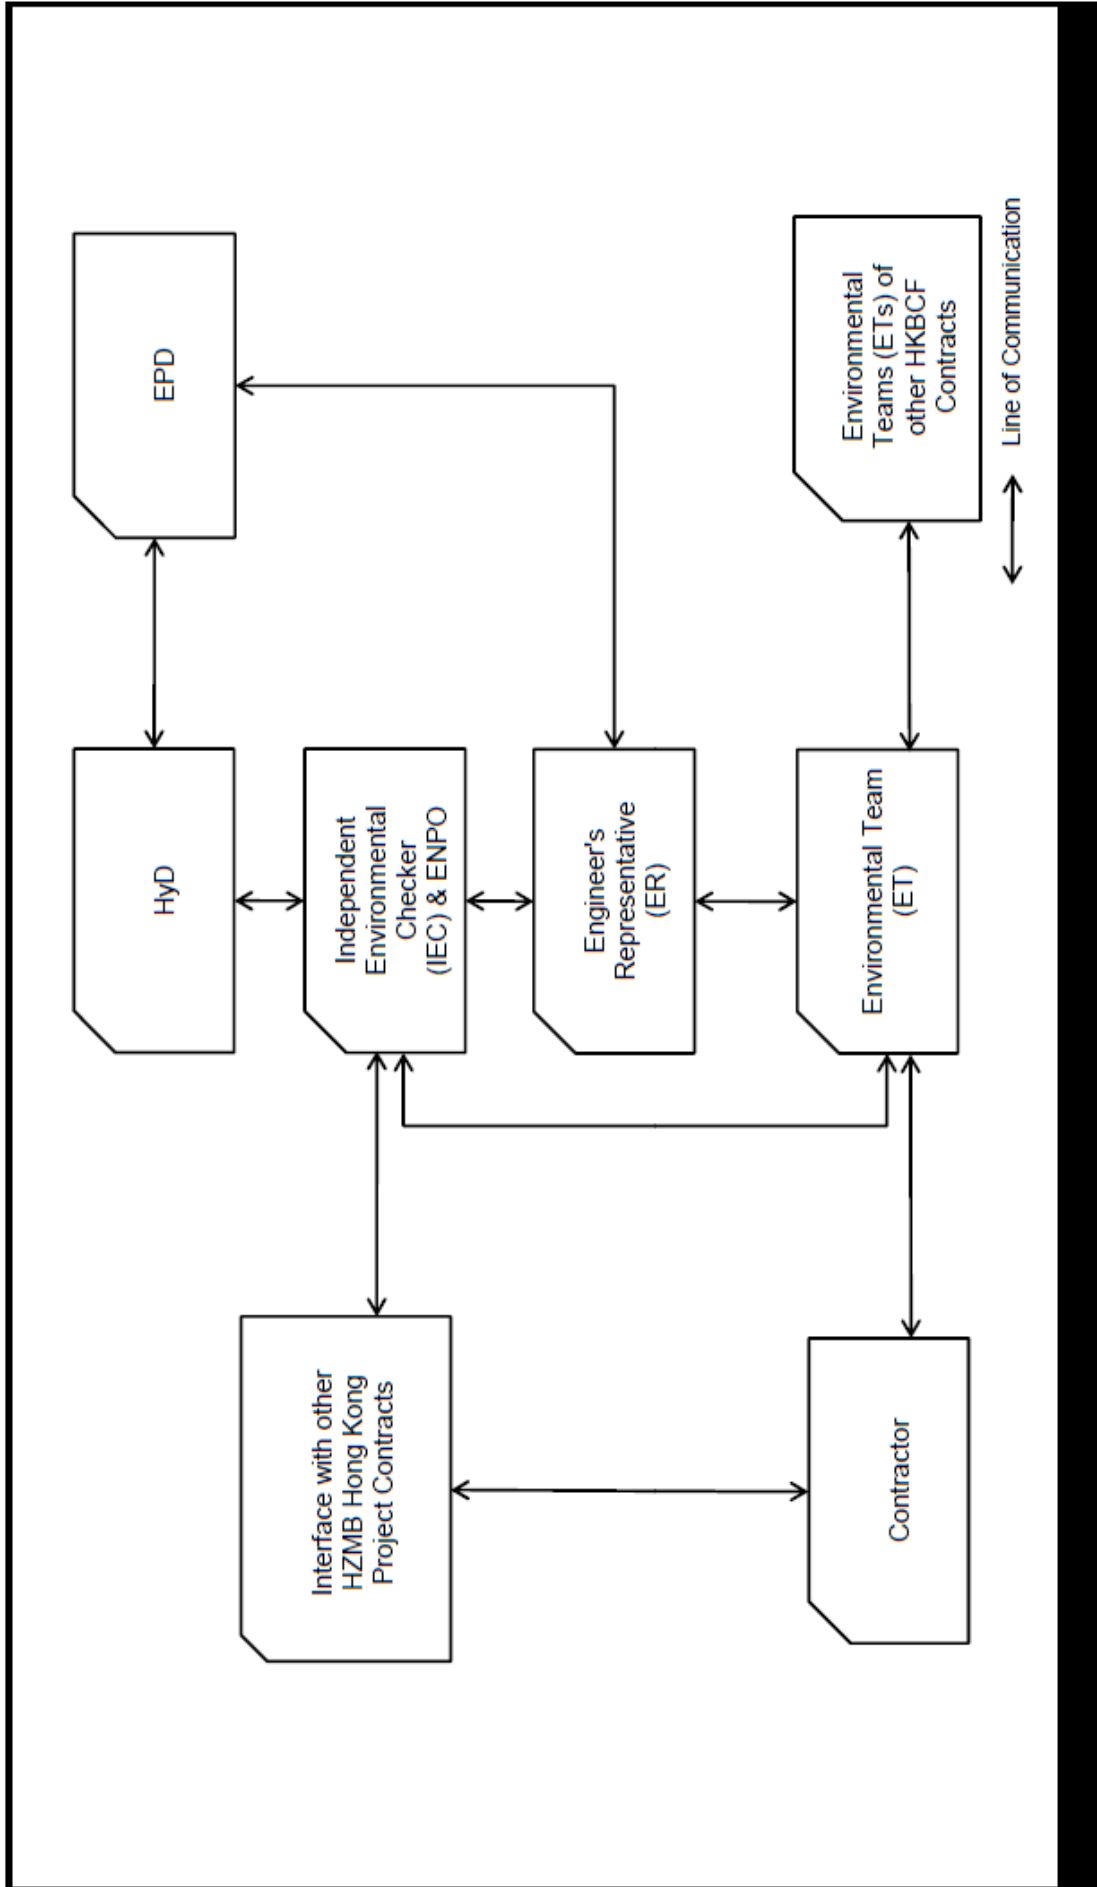 HyD
EPD
Interface with other
HZMB Hong Kong
Project Contracts
Independent
Environmental
Checker
(IEC) & ENPO
Engineer's
Representative
(ER)
Contractor
Environmental Team
(ET)
Environmental
Teams (ETs) of
other HKBCF
Contracts
Line of Communication